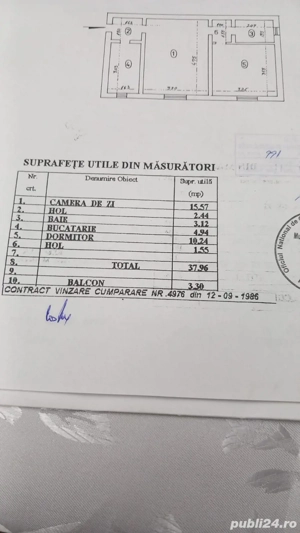 SUPRAFEȚE UTILE DIN MĂSURĂTORI
Nr. crt. Denumire Obiect Supr. utilă (mp)
1. CAMERA DE ZI 15.57
2. HOL 2.44
3. BAIE 3.12
4. BUCATARIE 4.94
5. DORMITOR 10.24
6. HOL 1.55
7.
8. TOTAL 37.96
9.
10. BALCON 3.30
CONTRACT VINZARE CUMPARARE NR .4976 din 12-09-1986
Oficiul Național de
publi24.ro